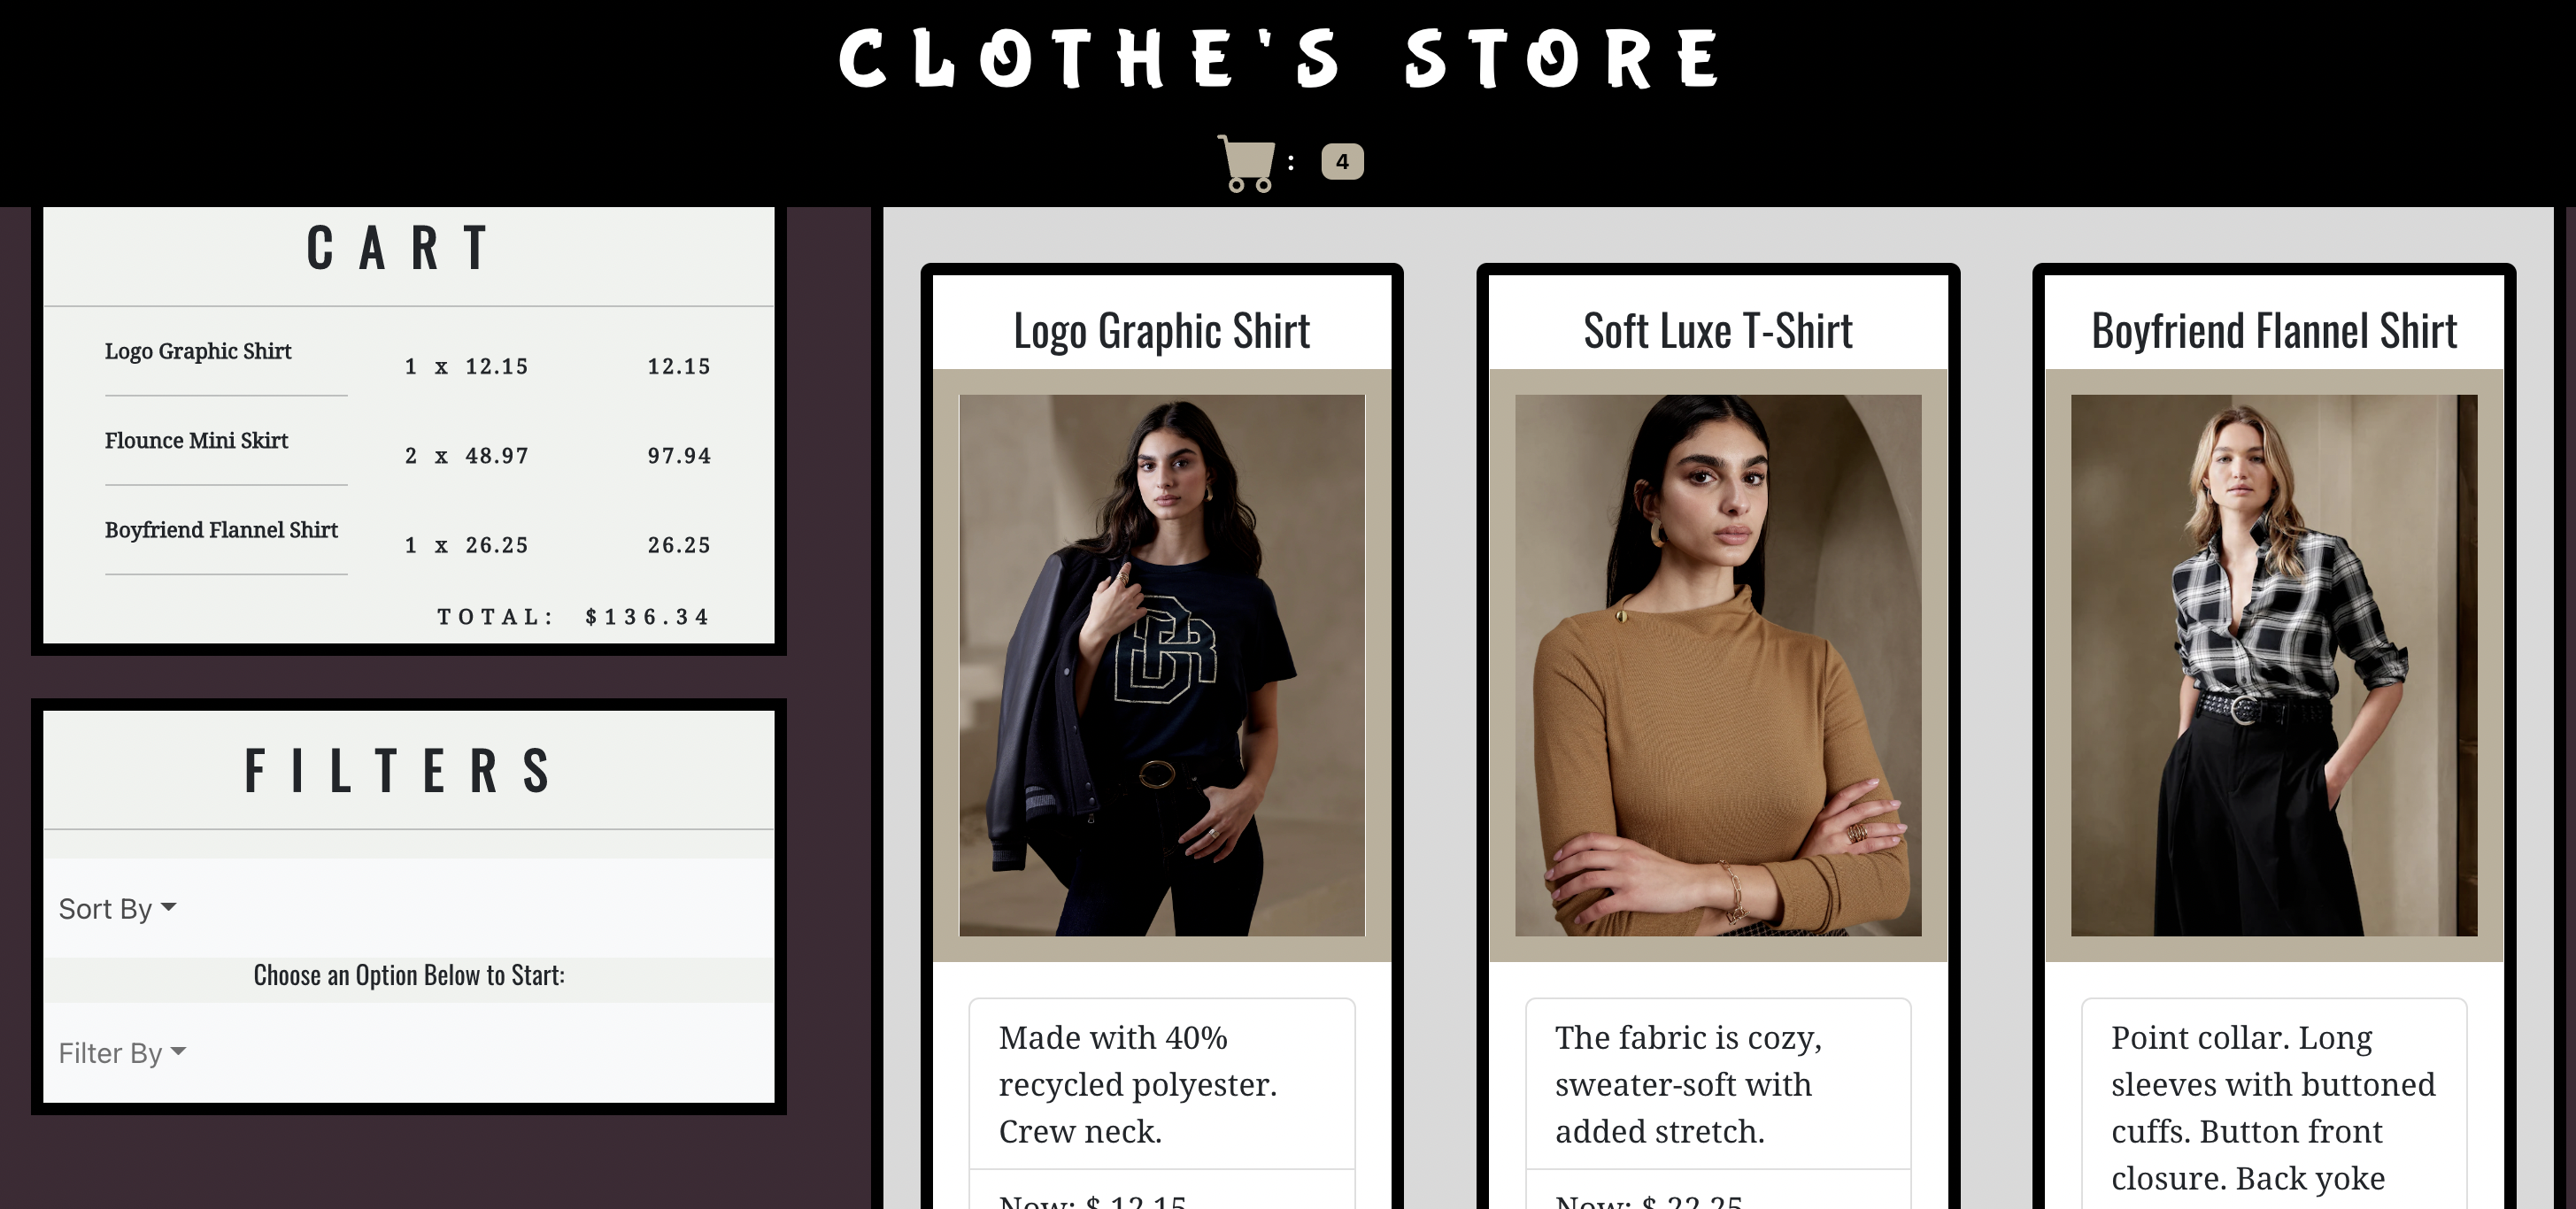 CLOTHE'S STORE
: 4
CART
Logo Graphic Shirt 1 x 12.15 12.15
Flounce Mini Skirt 2 x 48.97 97.94
Boyfriend Flannel Shirt 1 x 26.25 26.25
TOTAL: $136.34
FILTERS
Sort By
Choose an Option Below to Start:
Filter By
Logo Graphic Shirt
BR
Made with 40%
recycled polyester.
Crew neck.
Now: $ 12.15
Soft Luxe T-Shirt
The fabric is cozy,
sweater-soft with
added stretch.
Now: $ 22.25
Boyfriend Flannel Shirt
Point collar. Long
sleeves with buttoned
cuffs. Button front
closure. Back yoke